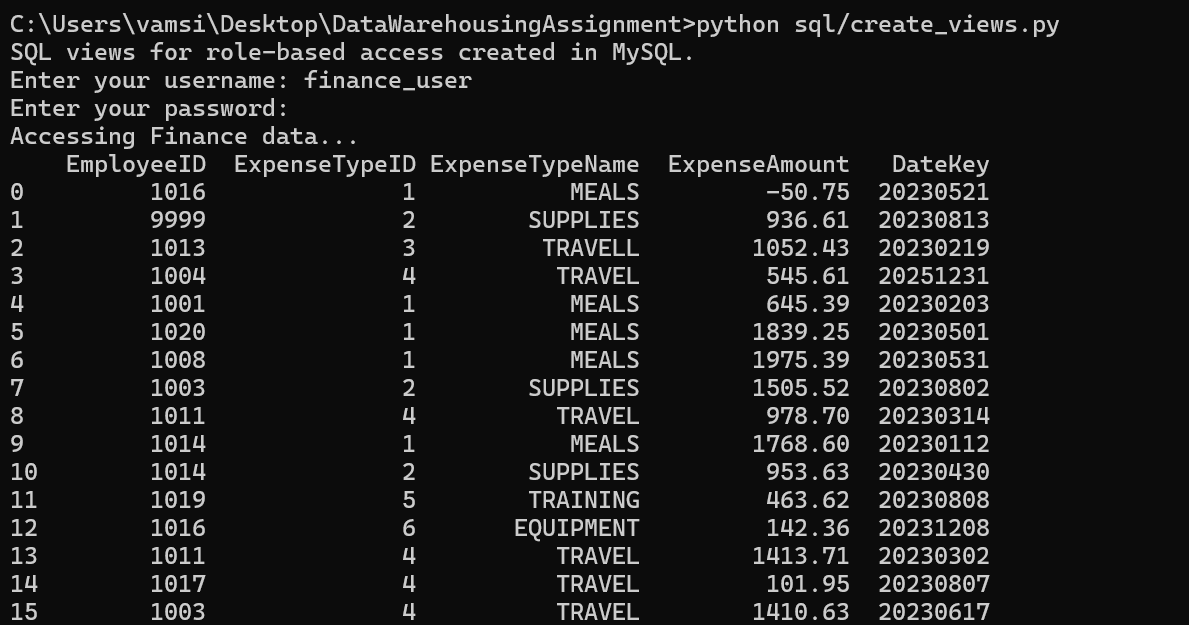 C:\Users\vamsi\Desktop\DataWarehousingAssignment>python sql/create_views.py
SQL views for role-based access created in MySQL.
Enter your username: finance_user
Enter your password:
Accessing Finance data...
EmployeeID ExpenseTypeID ExpenseTypeName ExpenseAmount DateKey
0 1016 1 MEALS -50.75 20230521
1 9999 2 SUPPLIES 936.61 20230813
2 1013 3 TRAVELL 1052.43 20230219
3 1004 4 TRAVEL 545.61 20251231
4 1001 1 MEALS 645.39 20230203
5 1020 1 MEALS 1839.25 20230501
6 1008 1 MEALS 1975.39 20230531
7 1003 2 SUPPLIES 1505.52 20230802
8 1011 4 TRAVEL 978.70 20230314
9 1014 1 MEALS 1768.60 20230112
10 1014 2 SUPPLIES 953.63 20230430
11 1019 5 TRAINING 463.62 20230808
12 1016 6 EQUIPMENT 142.36 20231208
13 1011 4 TRAVEL 1413.71 20230302
14 1017 4 TRAVEL 101.95 20230807
15 1003 4 TRAVEL 1410.63 20230617